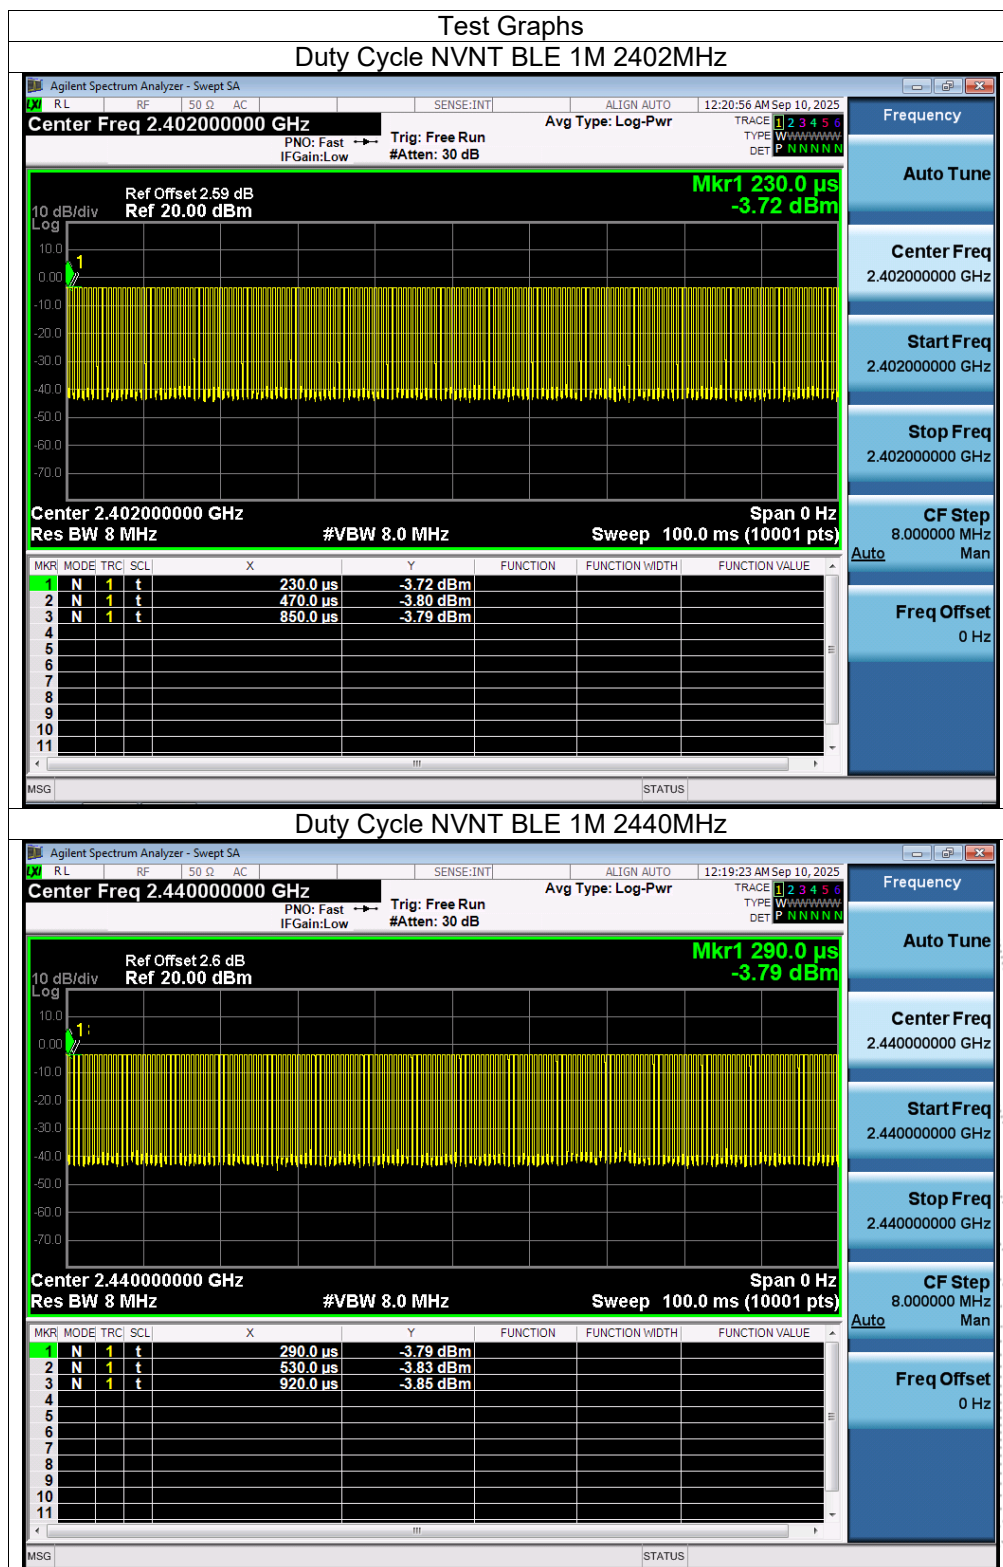 Test Graphs
Duty Cycle NVNT BLE 1M 2402MHz
Agilent Spectrum Analyzer - Swept SA
LXI RL RF 50 Ω AC SENSE:INT ALIGN AUTO 12:20:56 AM Sep 10, 2025
Center Freq 2.402000000 GHz Avg Type: Log-Pwr TRACE 1 2 3 4 5 6
PNO: Fast Trig: Free Run TYPE WWWWWWW
IFGain:Low #Atten: 30 dB DET P N N N N N
Frequency
Auto Tune
Center Freq
2.402000000 GHz
Start Freq
2.402000000 GHz
Stop Freq
2.402000000 GHz
CF Step
8.000000 MHz
Auto Man
Freq Offset
0 Hz
Mkr1 230.0 µs
-3.72 dBm
Ref Offset 2.59 dB
10 dB/div Ref 20.00 dBm
Log
10.0
0.00
-10.0
-20.0
-30.0
-40.0
-50.0
-60.0
-70.0
1
Center 2.402000000 GHz Span 0 Hz
Res BW 8 MHz #VBW 8.0 MHz Sweep 100.0 ms (10001 pts)
MKR MODE TRC SCL X Y FUNCTION FUNCTION WIDTH FUNCTION VALUE
1 N 1 t 230.0 µs -3.72 dBm
2 N 1 t 470.0 µs -3.80 dBm
3 N 1 t 850.0 µs -3.79 dBm
4
5
6
7
8
9
10
11
MSG STATUS
Duty Cycle NVNT BLE 1M 2440MHz
Agilent Spectrum Analyzer - Swept SA
LXI RL RF 50 Ω AC SENSE:INT ALIGN AUTO 12:19:23 AM Sep 10, 2025
Center Freq 2.440000000 GHz Avg Type: Log-Pwr TRACE 1 2 3 4 5 6
PNO: Fast Trig: Free Run TYPE WWWWWWW
IFGain:Low #Atten: 30 dB DET P N N N N N
Frequency
Auto Tune
Center Freq
2.440000000 GHz
Start Freq
2.440000000 GHz
Stop Freq
2.440000000 GHz
CF Step
8.000000 MHz
Auto Man
Freq Offset
0 Hz
Mkr1 290.0 µs
-3.79 dBm
Ref Offset 2.6 dB
10 dB/div Ref 20.00 dBm
Log
10.0
0.00
-10.0
-20.0
-30.0
-40.0
-50.0
-60.0
-70.0
1
Center 2.440000000 GHz Span 0 Hz
Res BW 8 MHz #VBW 8.0 MHz Sweep 100.0 ms (10001 pts)
MKR MODE TRC SCL X Y FUNCTION FUNCTION WIDTH FUNCTION VALUE
1 N 1 t 290.0 µs -3.79 dBm
2 N 1 t 530.0 µs -3.83 dBm
3 N 1 t 920.0 µs -3.85 dBm
4
5
6
7
8
9
10
11
MSG STATUS